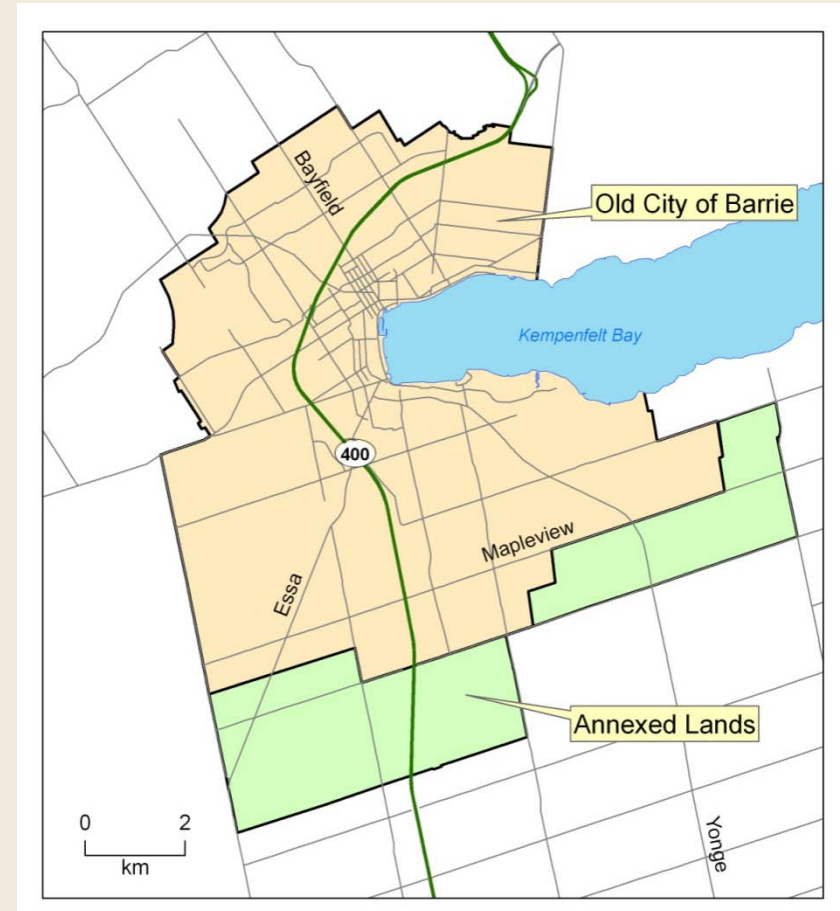 Bayfield
Old City of Barrie
Kempenfelt Bay
400
Mapleview
Essa
Annexed Lands
0 2
km
Yonge